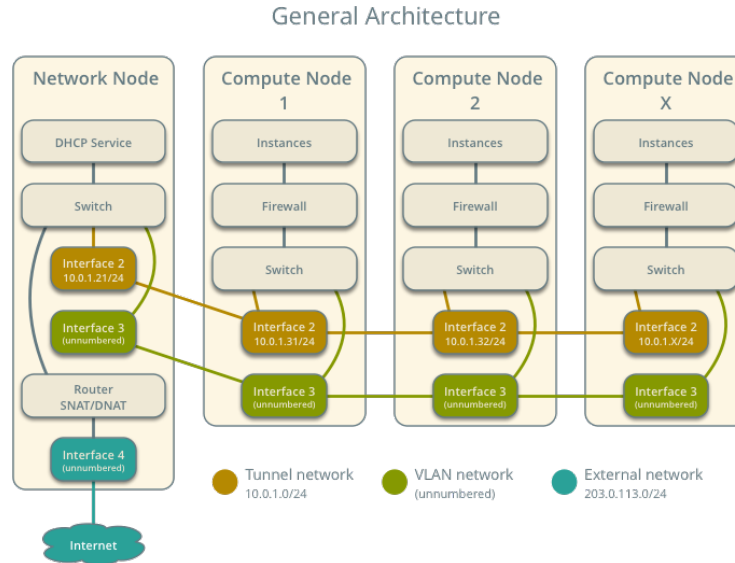 General Architecture
Network Node
DHCP Service
Switch
Interface 2
10.0.1.21/24
Interface 3
(unnumbered)
Router
SNAT/DNAT
Interface 4
(unnumbered)
Internet
Compute Node
1
Instances
Firewall
Switch
Interface 2
10.0.1.31/24
Interface 3
(unnumbered)
Compute Node
2
Instances
Firewall
Switch
Interface 2
10.0.1.32/24
Interface 3
(unnumbered)
Compute Node
X
Instances
Firewall
Switch
Interface 2
10.0.1.X/24
Interface 3
(unnumbered)
Tunnel network
10.0.1.0/24
VLAN network
(unnumbered)
External network
203.0.113.0/24